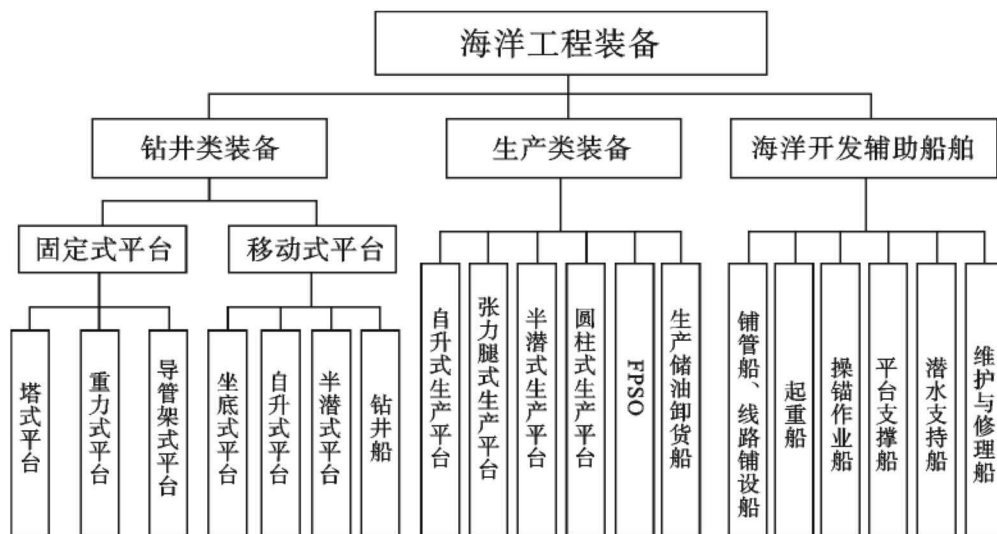 海洋工程装备
钻井类装备
生产类装备
海洋开发辅助船舶
固定式平台
移动式平台
塔式平台
重力式平台
导管架式平台
坐底式平台
自升式平台
半潜式平台
钻井船
自升式生产平台
张力腿式生产平台
半潜式生产平台
圆柱式生产平台
FPSO
生产储油卸货船
铺管船、线路铺设船
起重船
操锚作业船
平台支撑船
潜水支持船
维护与修理船